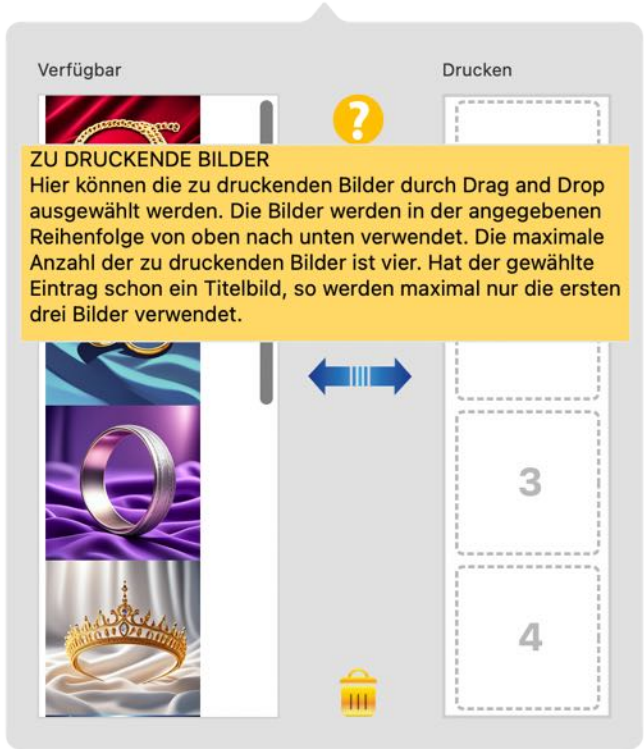 Verfügbar
Drucken
?
ZU DRUCKENDE BILDER
Hier können die zu druckenden Bilder durch Drag and Drop
ausgewählt werden. Die Bilder werden in der angegebenen
Reihenfolge von oben nach unten verwendet. Die maximale
Anzahl der zu druckenden Bilder ist vier. Hat der gewählte
Eintrag schon ein Titelbild, so werden maximal nur die ersten
drei Bilder verwendet.
3
4